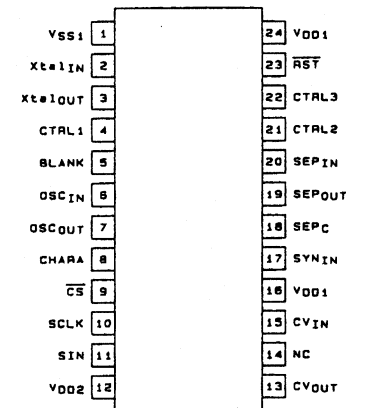 VSS1 1 24 VDD1
XtalIN 2 23 RST
XtalOUT 3 22 CTRL3
CTRL1 4 21 CTRL2
BLANK 5 20 SEPIN
OSCIN 6 19 SEPOUT
OSCOUT 7 18 SEPC
CHARA 8 17 SYNIN
CS 9 16 VDD1
SCLK 10 15 CVIN
SIN 11 14 NC
VDD2 12 13 CVOUT